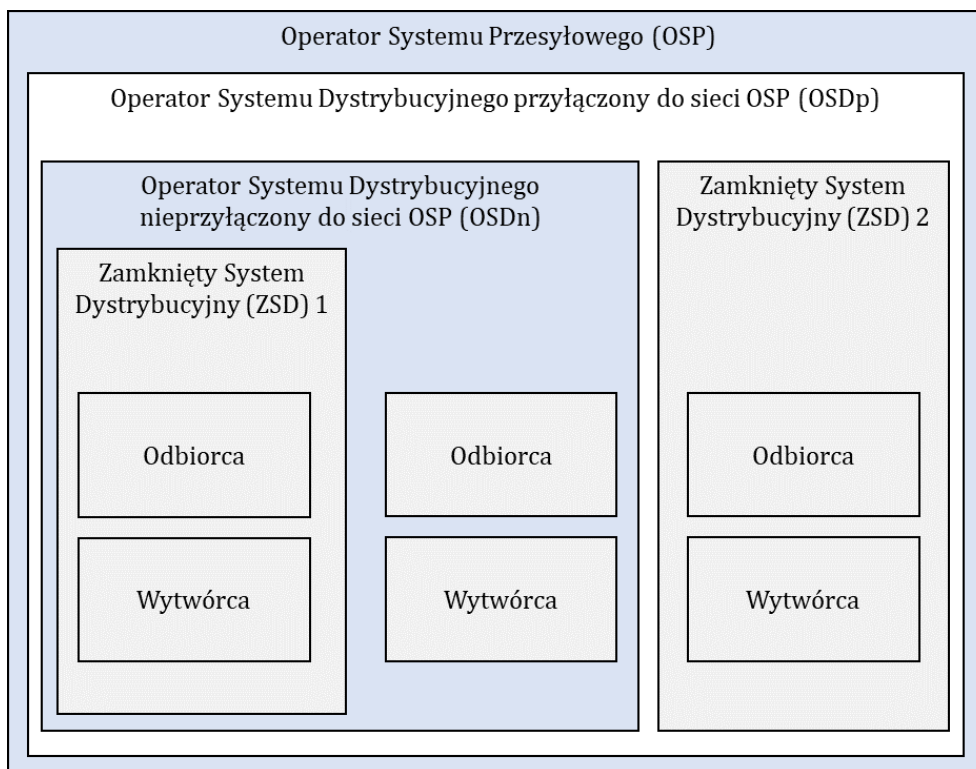 Operator Systemu Przesyłowego (OSP)
Operator Systemu Dystrybucyjnego przyłączony do sieci OSP (OSDp)
Operator Systemu Dystrybucyjnego
nieprzyłączony do sieci OSP (OSDn)
Zamknięty System
Dystrybucyjny (ZSD) 1
Odbiorca
Wytwórca
Odbiorca
Wytwórca
Zamknięty System
Dystrybucyjny (ZSD) 2
Odbiorca
Wytwórca